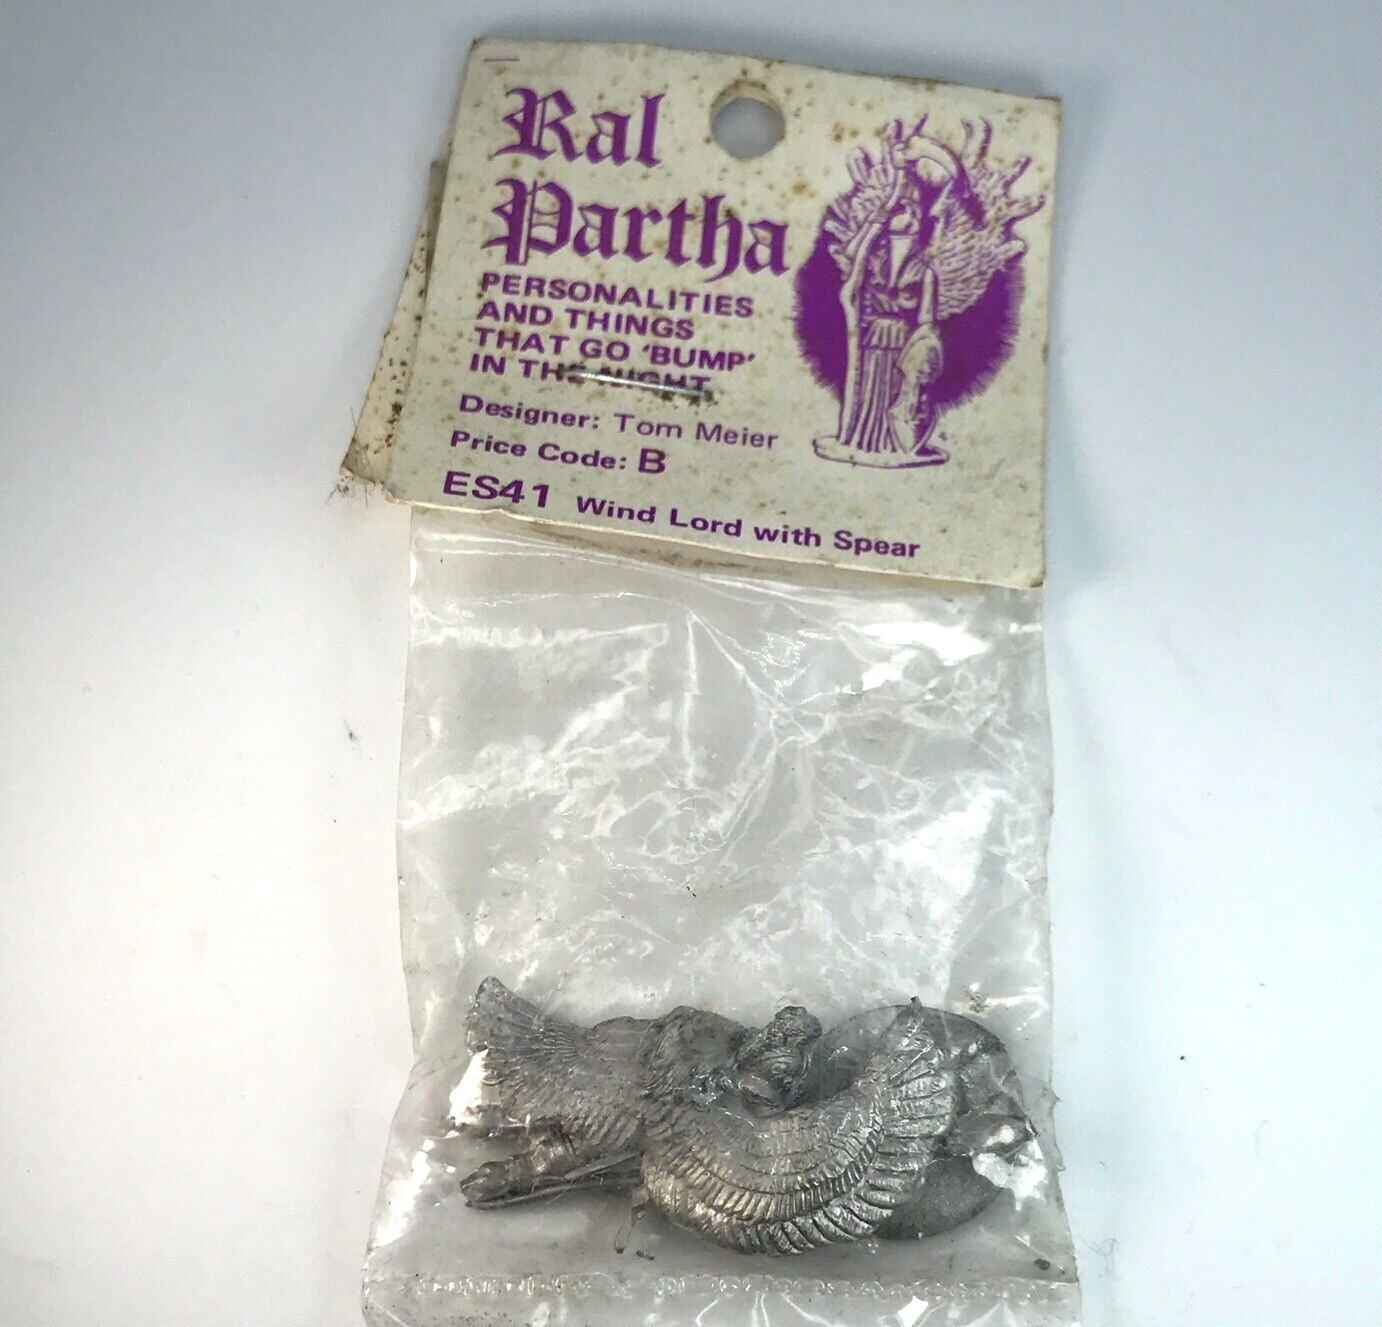 Ral
Partha
PERSONALITIES
AND THINGS
THAT GO 'BUMP'
IN THE NIGHT.
Designer: Tom Meier
Price Code: B
ES41 Wind Lord with Spear